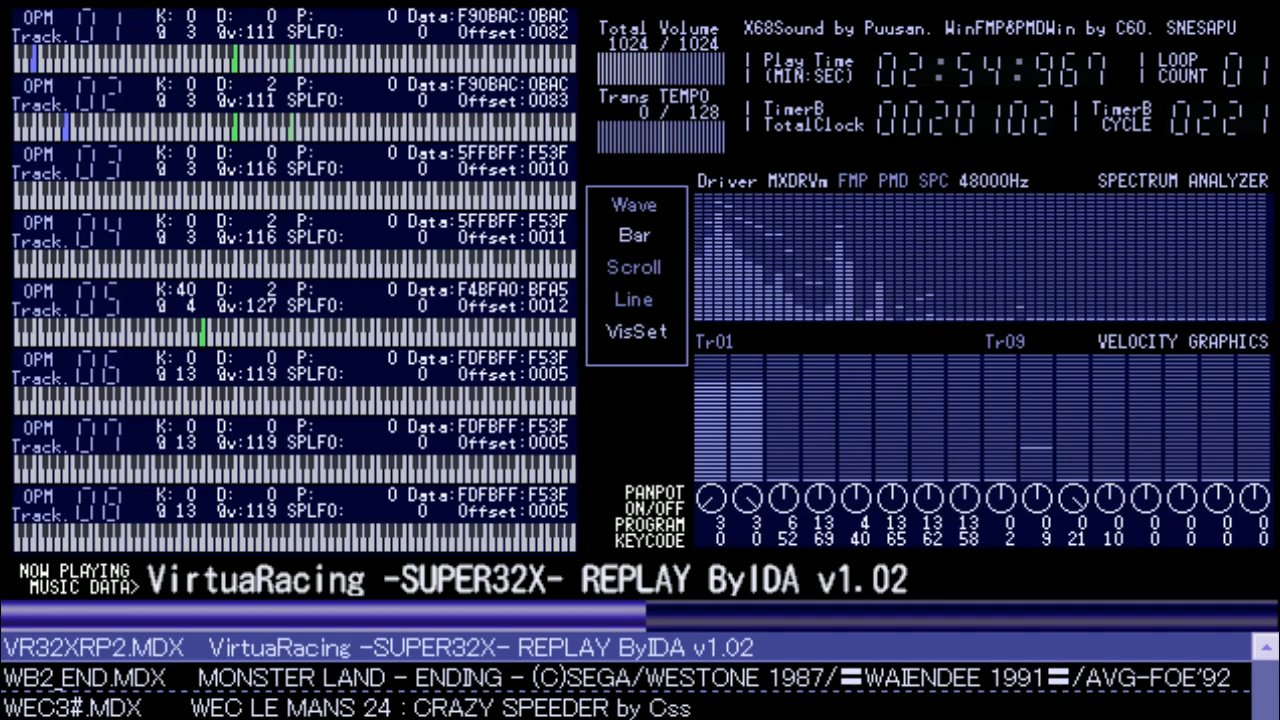 OPM K: 0 D: 0 P: 0 Data:F90BAC:0BAC
Track. 01 @ 3 @v:111 SPLFO: 0 Offset:0082
OPM K: 0 D: 2 P: 0 Data:F90BAC:0BAC
Track. 02 @ 3 @v:111 SPLFO: 0 Offset:0083
OPM K: 0 D: 0 P: 0 Data:5FFBFF:F53F
Track. 03 @ 3 @v:116 SPLFO: 0 Offset:0010
OPM K: 0 D: 2 P: 0 Data:5FFBFF:F53F
Track. 04 @ 3 @v:116 SPLFO: 0 Offset:0011
OPM K:40 D: 2 P: 0 Data:F4BFA0:BFA5
Track. 05 @ 4 @v:127 SPLFO: 0 Offset:0012
OPM K: 0 D: 0 P: 0 Data:FDFBFF:F53F
Track. 06 @ 13 @v:119 SPLFO: 0 Offset:0005
OPM K: 0 D: 0 P: 0 Data:FDFBFF:F53F
Track. 07 @ 13 @v:119 SPLFO: 0 Offset:0005
OPM K: 0 D: 0 P: 0 Data:FDFBFF:F53F
Track. 08 @ 13 @v:119 SPLFO: 0 Offset:0005
Total Volume
1024 / 1024
Trans TEMPO
0 / 128
X68Sound by Puusan. WinFMP&PMDWin by C60. SNESAPU
Play Time (MIN:SEC) 02:54:967 LOOP COUNT 01
TimerB TotalClock 0020102 TimerB CYCLE 0221
Wave
Bar
Scroll
Line
VisSet
Driver MXDRVm FMP PMD SPC 48000Hz SPECTRUM ANALYZER
Tr01 Tr09 VELOCITY GRAPHICS
PANPOT
ON/OFF
PROGRAM 3 3 6 13 4 13 13 13 0 0 0 0 0 0 0 0
KEYCODE 0 0 52 69 40 65 62 58 2 9 21 10 0 0 0 0
NOW PLAYING
MUSIC DATA> VirtuaRacing -SUPER32X- REPLAY ByIDA v1.02
VR32XRP2.MDX VirtuaRacing -SUPER32X- REPLAY ByIDA v1.02
WB2_END.MDX MONSTER LAND - ENDING - (C)SEGA/WESTONE 1987/〓WAIENDEE 1991〓/AVG-FOE'92
WEC3#.MDX WEC LE MANS 24 : CRAZY SPEEDER by Css